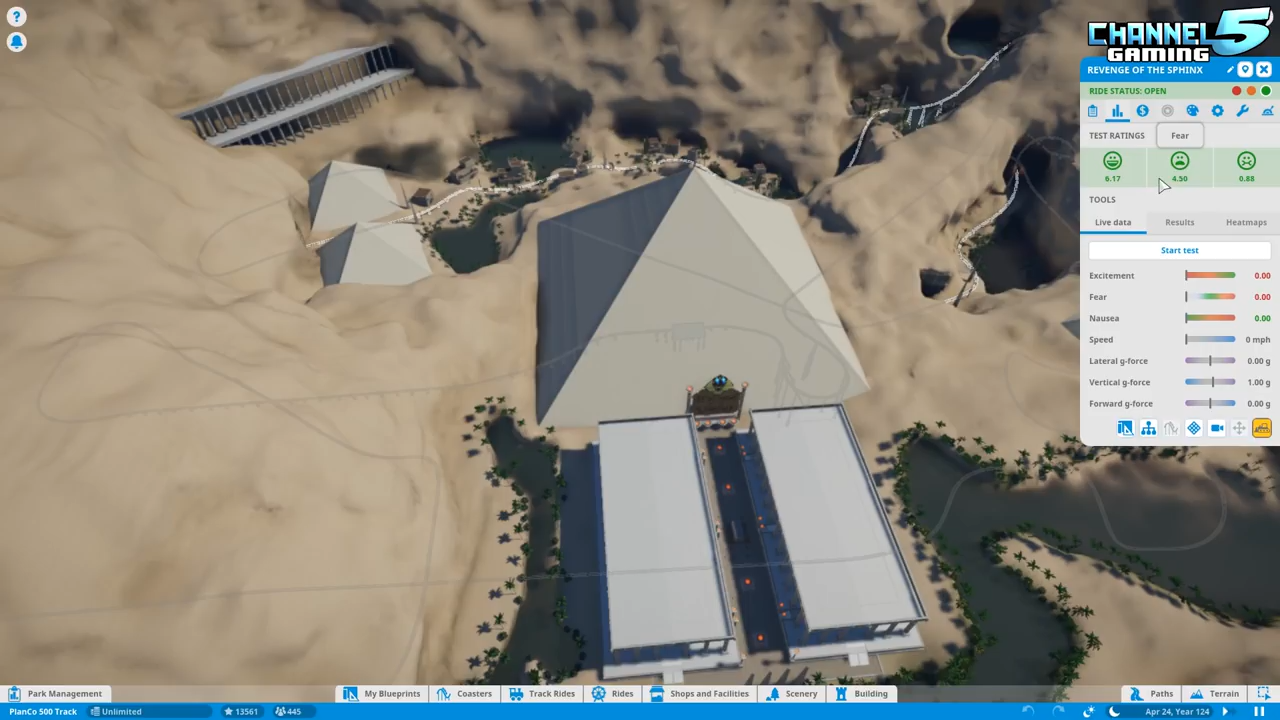 CHANNEL 5
GAMING
?
REVENGE OF THE SPHINX
RIDE STATUS: OPEN
TEST RATINGS
Fear
6.17
4.50
0.88
TOOLS
Live data
Results
Heatmaps
Start test
Excitement 0.00
Fear 0.00
Nausea 0.00
Speed 0 mph
Lateral g-force 0.00 g
Vertical g-force 1.00 g
Forward g-force 0.00 g
Park Management
My Blueprints
Coasters
Track Rides
Rides
Shops and Facilities
Scenery
Building
Paths
Terrain
PlanCo 500 Track
Unlimited
13561
445
Apr 24, Year 124